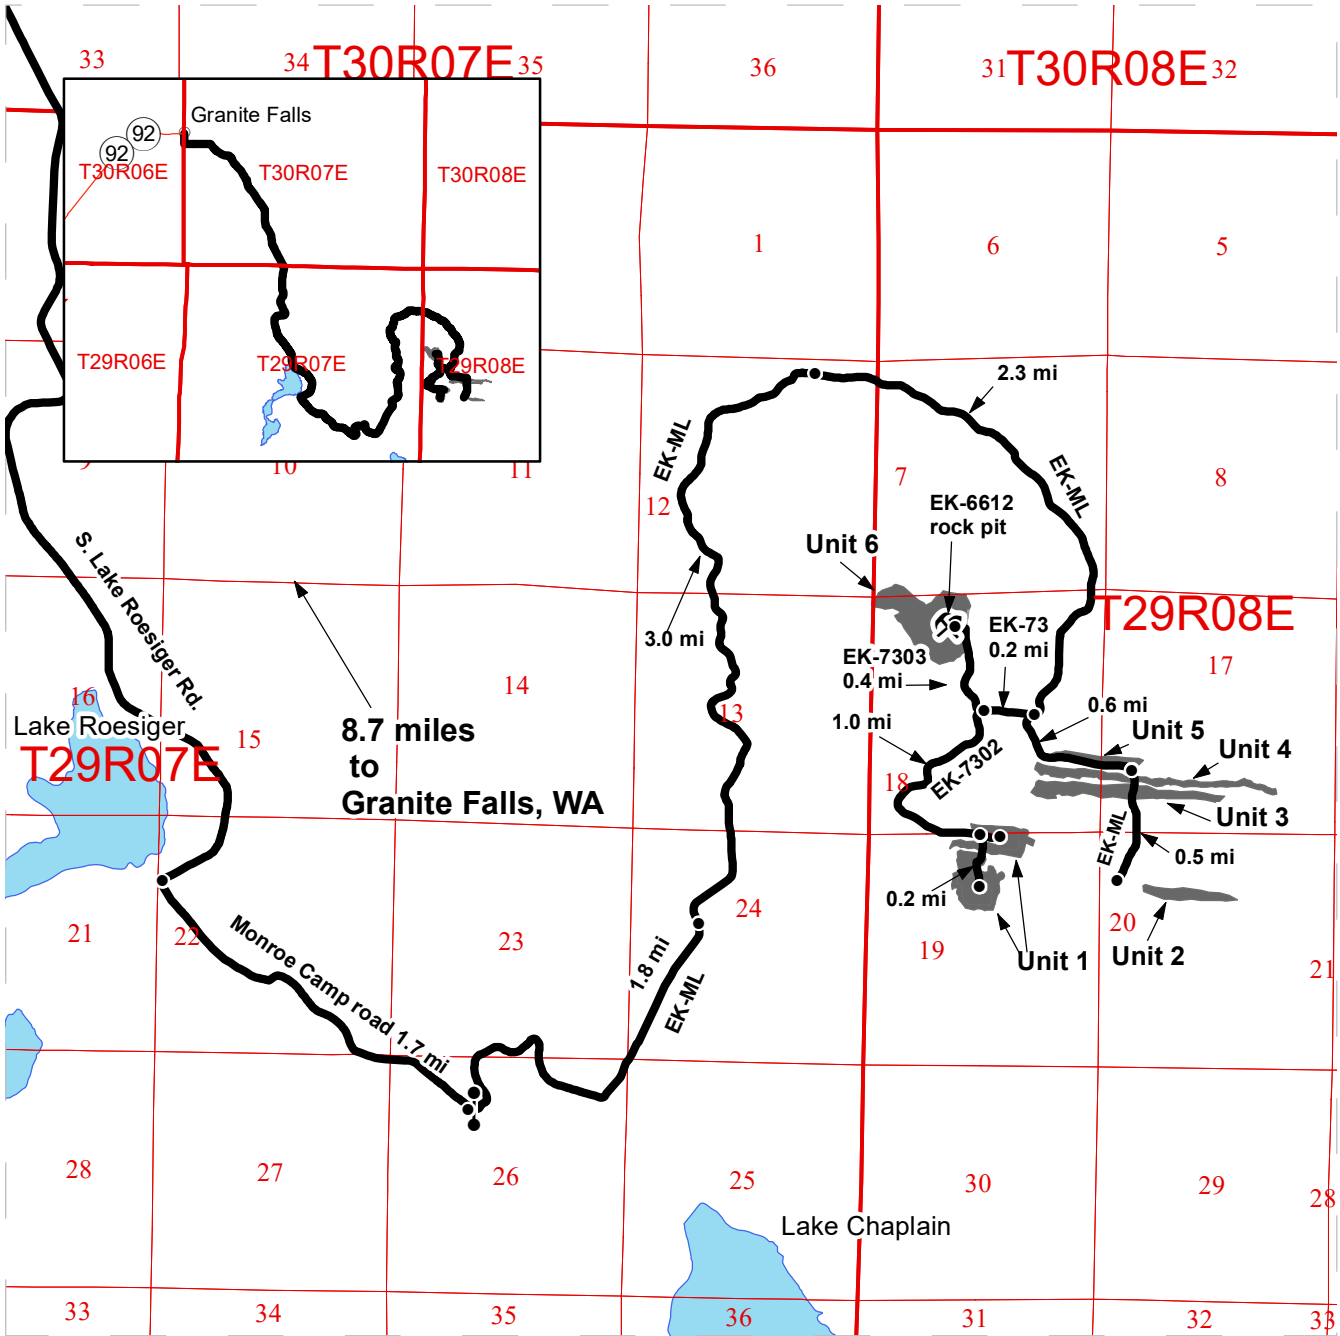 33
34
T30R07E
35
36
31
T30R08E
32
Granite Falls
92
92
T30R06E
T30R07E
T30R08E
T29R06E
T29R07E
T29R08E
1
6
5
2.3 mi
EK-ML
EK-ML
9
10
11
12
7
8
EK-6612
rock pit
Unit 6
S. Lake Roesiger Rd.
T29R08E
3.0 mi
EK-73
0.2 mi
EK-7303
0.4 mi
17
16
14
13
Lake Roesiger
15
T29R07E
8.7 miles
to
Granite Falls, WA
1.0 mi
0.6 mi
Unit 5
Unit 4
EK-7302
18
Unit 3
EK-ML
0.5 mi
0.2 mi
24
21
22
23
19
20
Unit 1
Unit 2
21
Monroe Camp road 1.7 mi
1.8 mi
EK-ML
28
27
26
25
30
29
28
Lake Chaplain
33
34
35
36
31
32
33